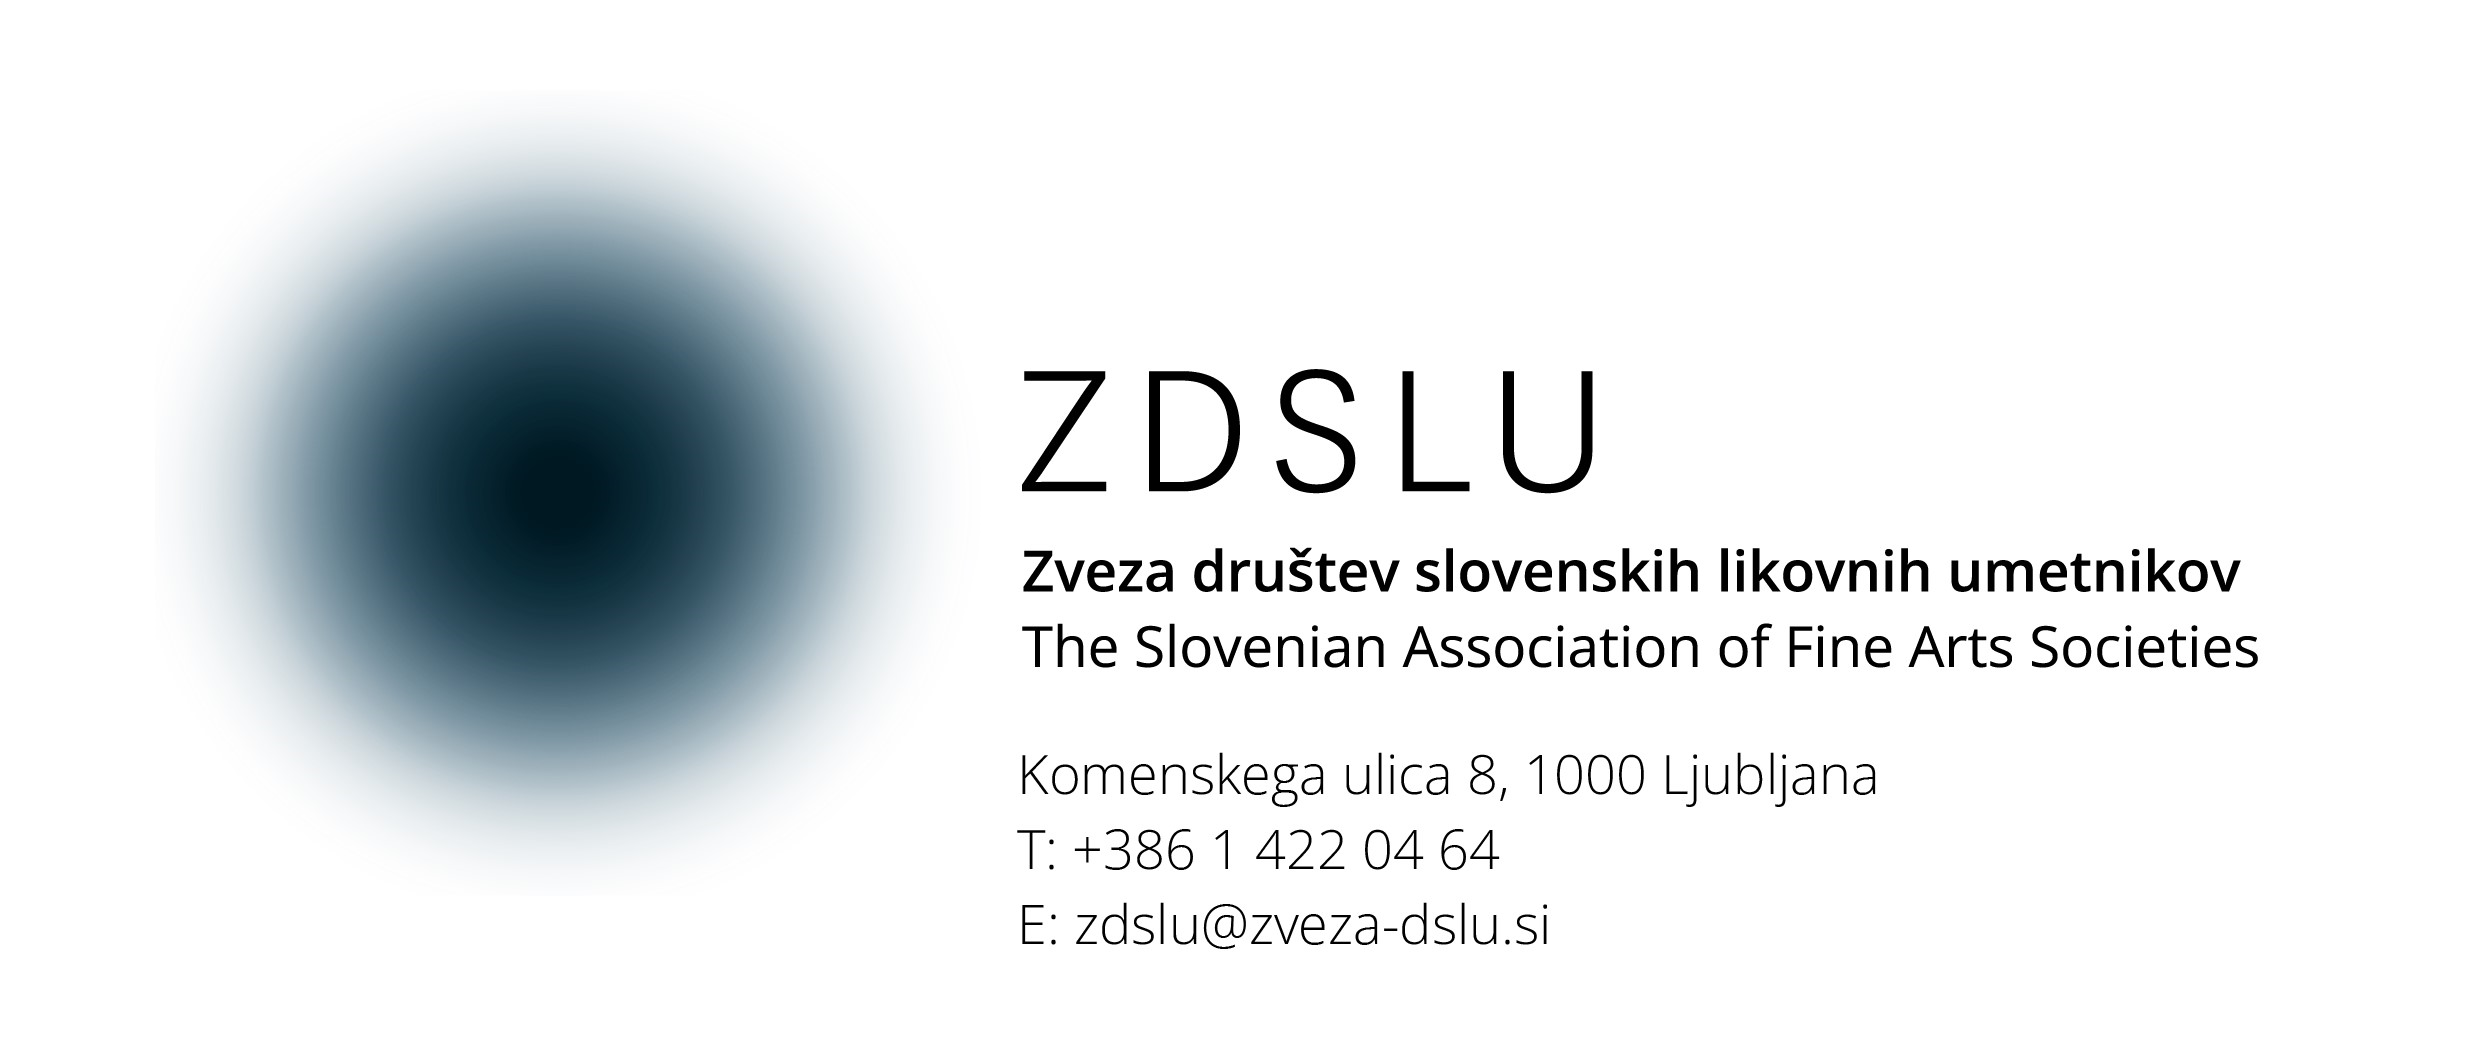 ZDSLU
Zveza društev slovenskih likovnih umetnikov
The Slovenian Association of Fine Arts Societies
Komenskega ulica 8, 1000 Ljubljana
T: +386 1 422 04 64
E: zdslu@zveza-dslu.si